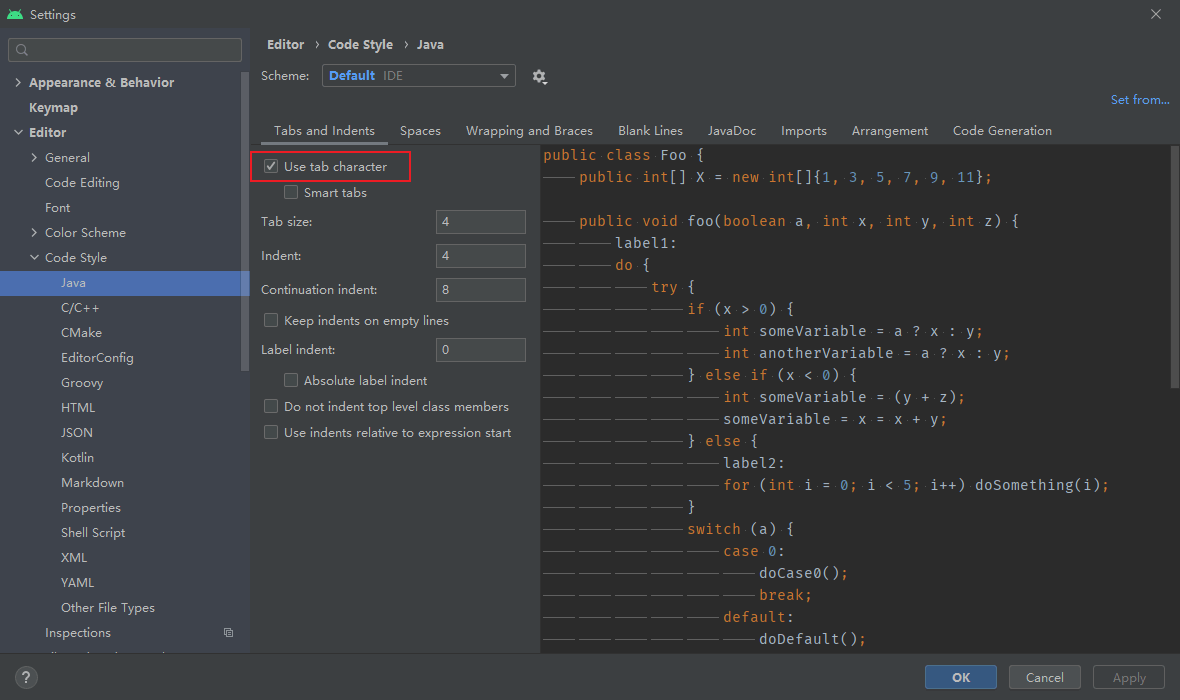 Settings
Editor › Code Style › Java
Scheme: Default IDE
Set from...
Appearance & Behavior
Keymap
Editor
General
Code Editing
Font
Color Scheme
Code Style
Java
C/C++
CMake
EditorConfig
Groovy
HTML
JSON
Kotlin
Markdown
Properties
Shell Script
XML
YAML
Other File Types
Inspections
Tabs and Indents Spaces Wrapping and Braces Blank Lines JavaDoc Imports Arrangement Code Generation
Use tab character
Smart tabs
Tab size: 4
Indent: 4
Continuation indent: 8
Keep indents on empty lines
Label indent: 0
Absolute label indent
Do not indent top level class members
Use indents relative to expression start
public class Foo {
public int[] X = new int[]{1, 3, 5, 7, 9, 11};
public void foo(boolean a, int x, int y, int z) {
label1:
do {
try {
if (x > 0) {
int someVariable = a ? x : y;
int anotherVariable = a ? x : y;
} else if (x < 0) {
int someVariable = (y + z);
someVariable = x = x + y;
} else {
label2:
for (int i = 0; i < 5; i++) doSomething(i);
}
switch (a) {
case 0:
doCase0();
break;
default:
doDefault();
?
OK Cancel Apply